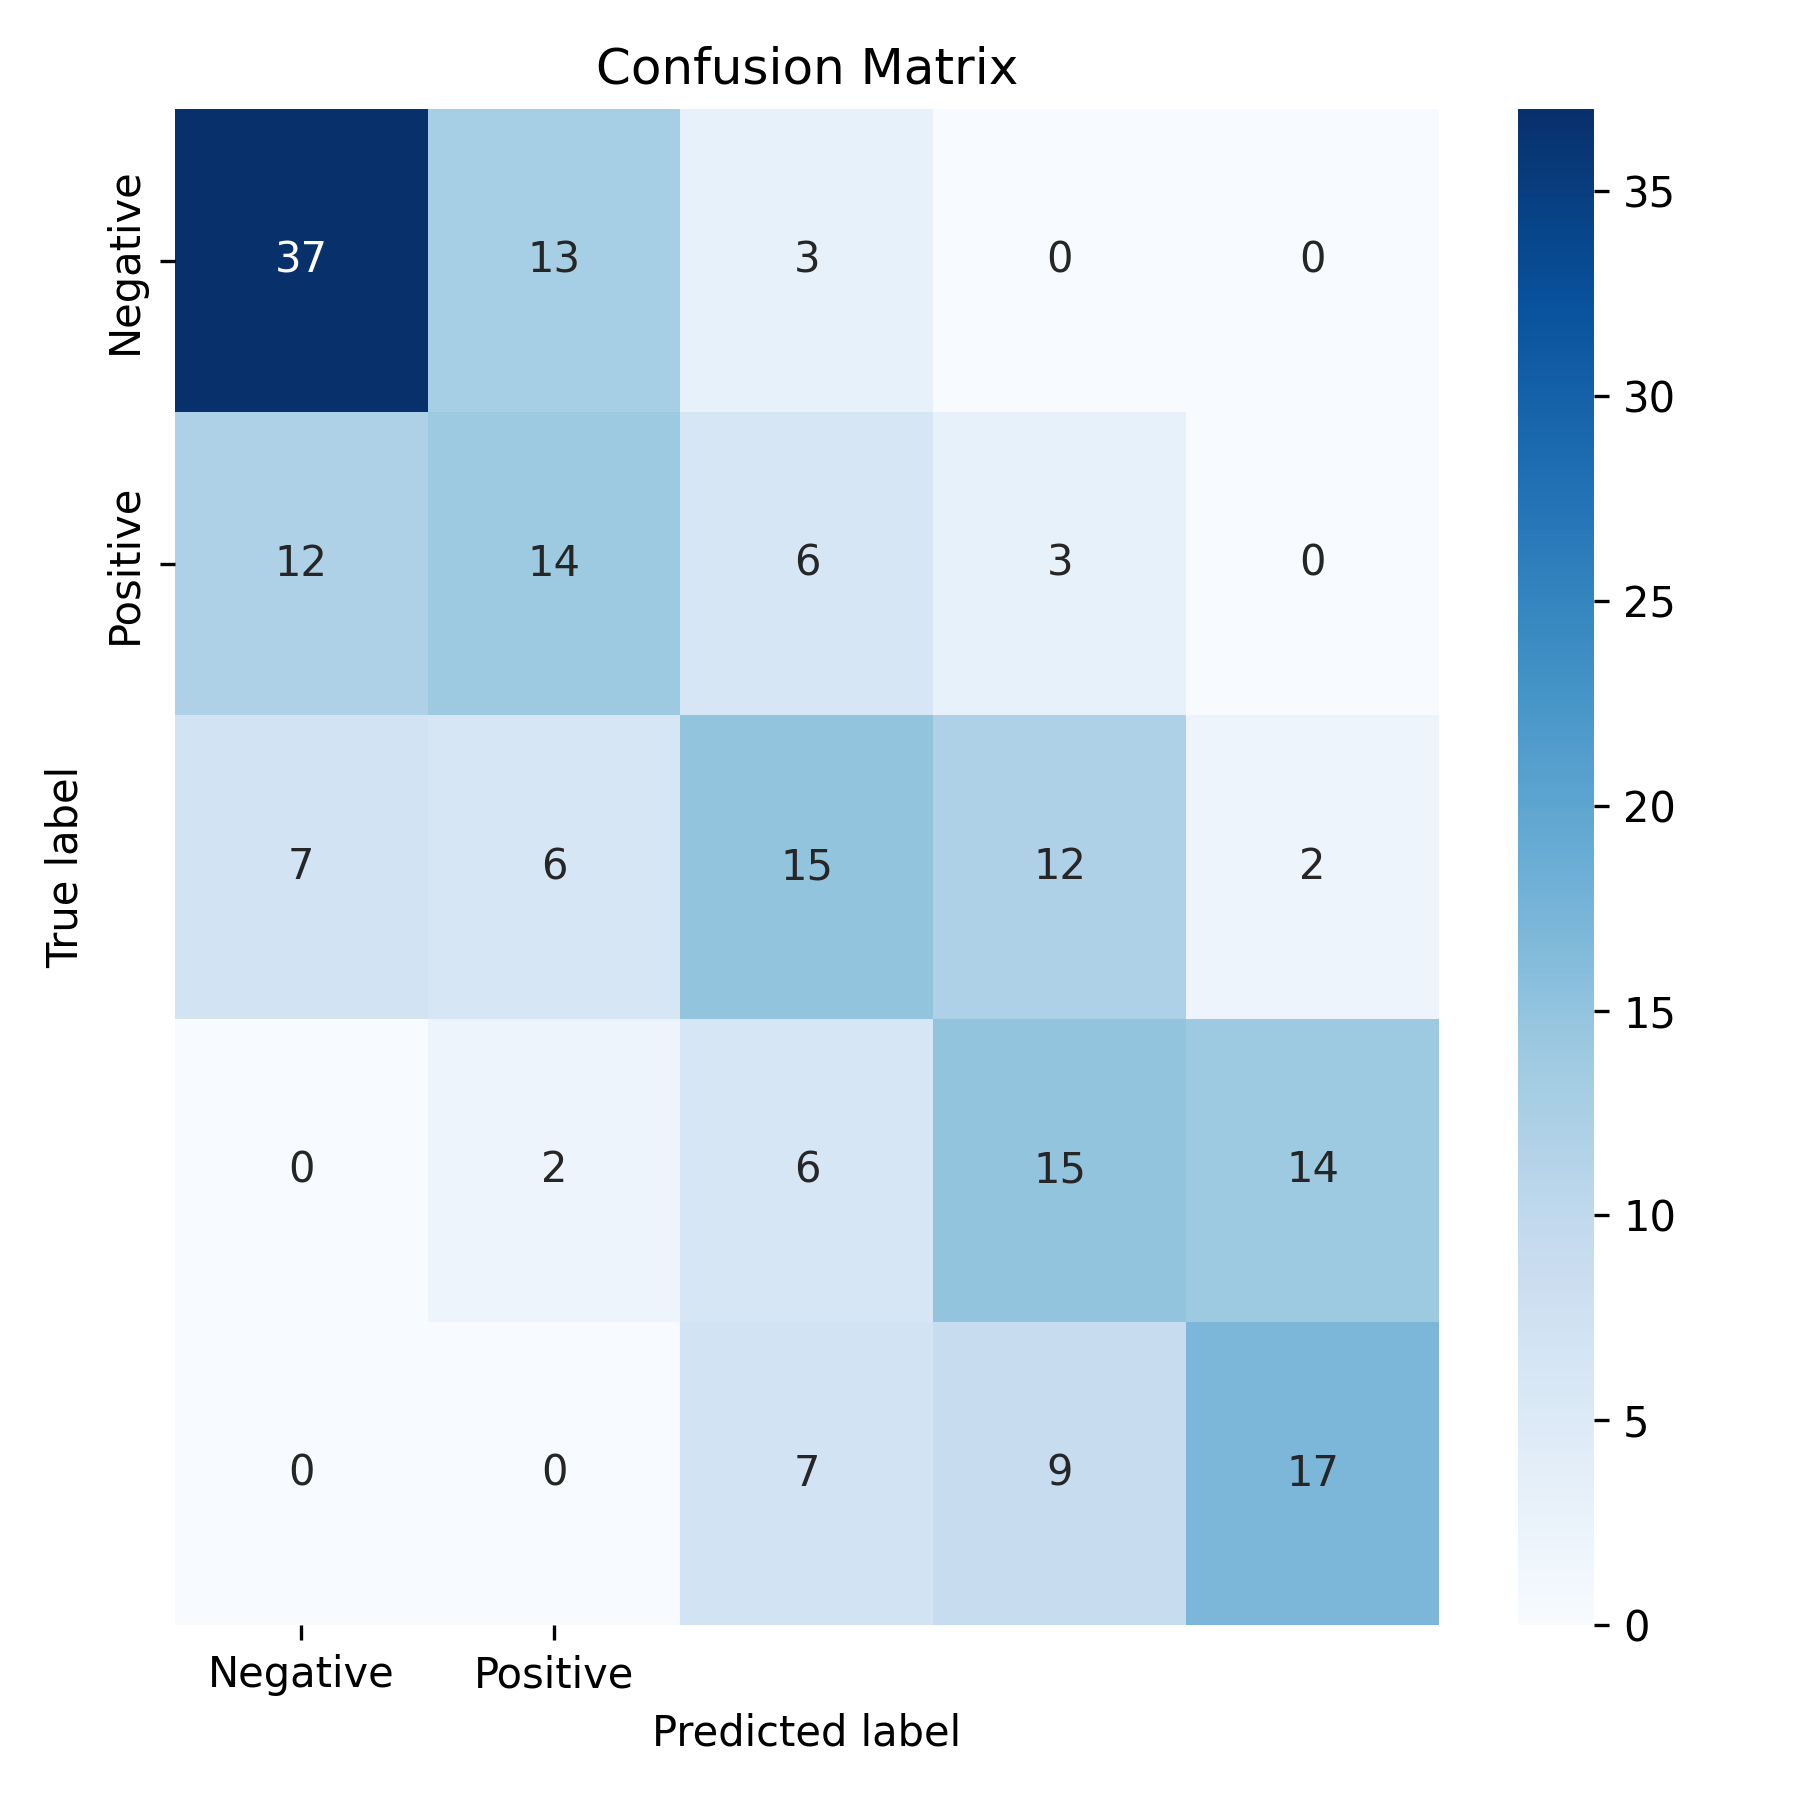 Confusion Matrix
Negative
37 13 3 0 0
Positive
12 14 6 3 0
True label
7 6 15 12 2
0 2 6 15 14
0 0 7 9 17
Negative Positive
Predicted label
35
30
25
20
15
10
5
0